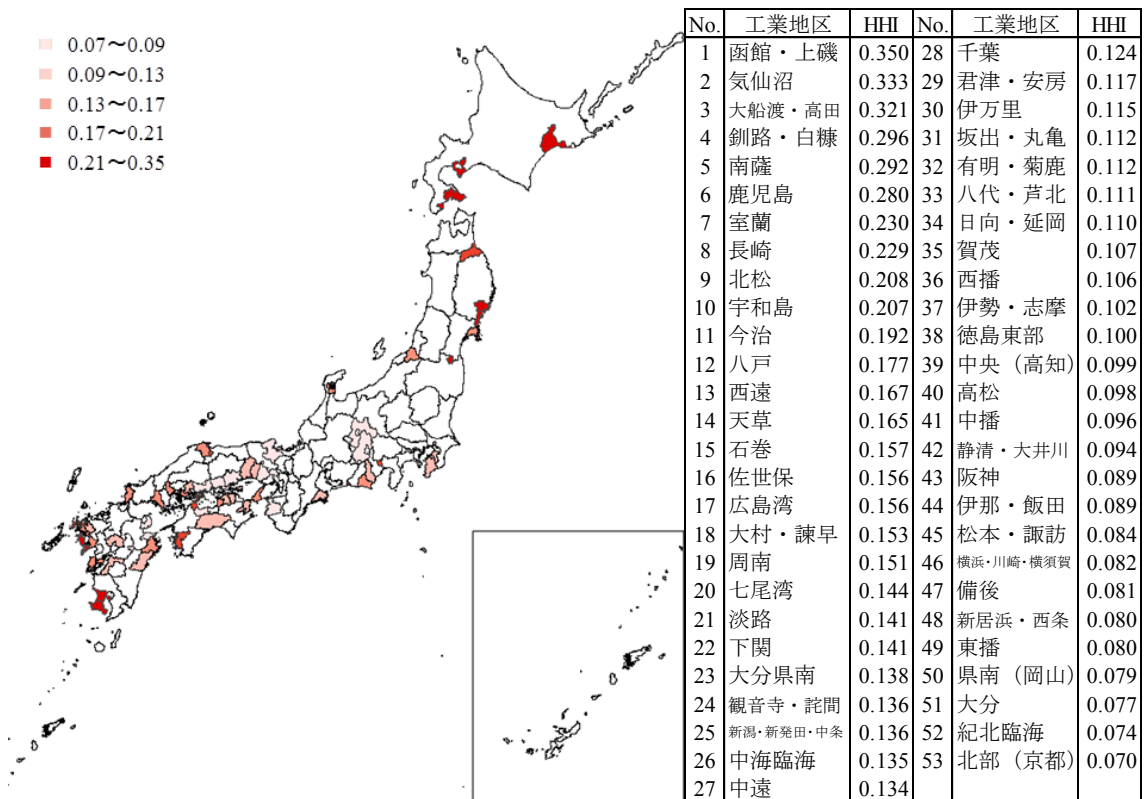 0.07～0.09
0.09～0.13
0.13～0.17
0.17～0.21
0.21～0.35
No. 工業地区 HHI No. 工業地区 HHI
1 函館・上磯 0.350 28 千葉 0.124
2 気仙沼 0.333 29 君津・安房 0.117
3 大船渡・高田 0.321 30 伊万里 0.115
4 釧路・白糠 0.296 31 坂出・丸亀 0.112
5 南薩 0.292 32 有明・菊鹿 0.112
6 鹿児島 0.280 33 八代・芦北 0.111
7 室蘭 0.230 34 日向・延岡 0.110
8 長崎 0.229 35 賀茂 0.107
9 北松 0.208 36 西播 0.106
10 宇和島 0.207 37 伊勢・志摩 0.102
11 今治 0.192 38 徳島東部 0.100
12 八戸 0.177 39 中央（高知） 0.099
13 西遠 0.167 40 高松 0.098
14 天草 0.165 41 中播 0.096
15 石巻 0.157 42 静清・大井川 0.094
16 佐世保 0.156 43 阪神 0.089
17 広島湾 0.156 44 伊那・飯田 0.089
18 大村・諫早 0.153 45 松本・諏訪 0.084
19 周南 0.151 46 横浜・川崎・横須賀 0.082
20 七尾湾 0.144 47 備後 0.081
21 淡路 0.141 48 新居浜・西条 0.080
22 下関 0.141 49 東播 0.080
23 大分県南 0.138 50 県南（岡山） 0.079
24 観音寺・詫間 0.136 51 大分 0.077
25 新潟・新発田・中条 0.136 52 紀北臨海 0.074
26 中海臨海 0.135 53 北部（京都） 0.070
27 中遠 0.134